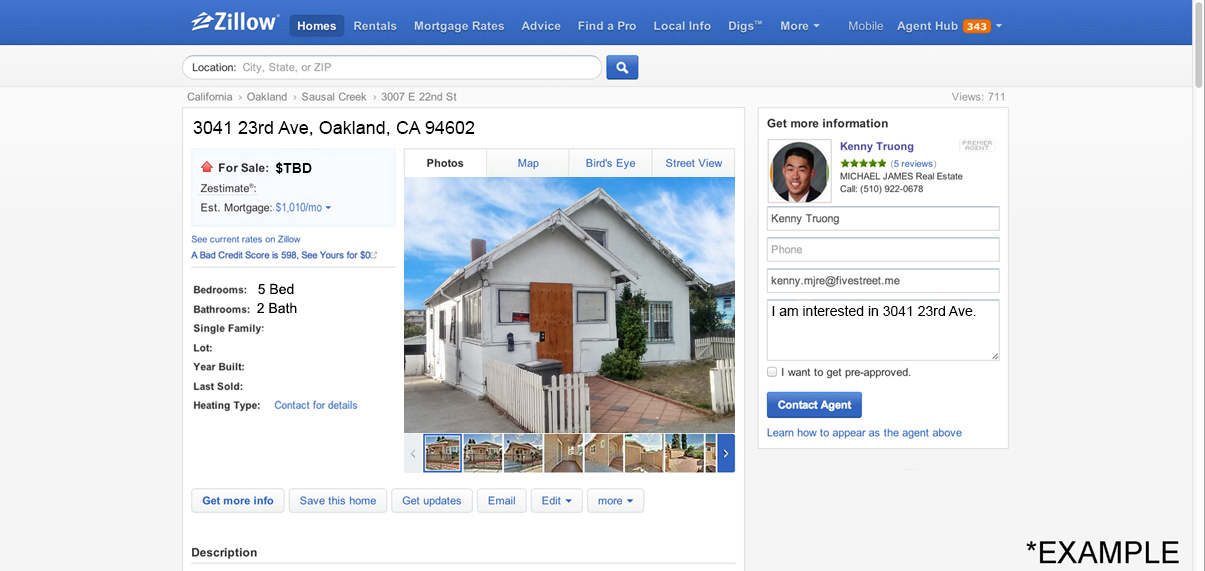 Zillow®
Homes Rentals Mortgage Rates Advice Find a Pro Local Info Digs™ More Mobile Agent Hub 343
Location: City, State, or ZIP
California › Oakland › Sausal Creek › 3007 E 22nd St
Views: 711
3041 23rd Ave, Oakland, CA 94602
For Sale: $TBD
Zestimate®:
Est. Mortgage: $1,010/mo
See current rates on Zillow
A Bad Credit Score is 598, See Yours for $0
Bedrooms: 5 Bed
Bathrooms: 2 Bath
Single Family:
Lot:
Year Built:
Last Sold:
Heating Type: Contact for details
Photos Map Bird's Eye Street View
Get more info Save this home Get updates Email Edit more
Description
Get more information
Kenny Truong
PREMIER
AGENT
(5 reviews)
MICHAEL JAMES Real Estate
Call: (510) 922-0678
Kenny Truong
Phone
kenny.mjre@fivestreet.me
I am interested in 3041 23rd Ave.
I want to get pre-approved.
Contact Agent
Learn how to appear as the agent above
*EXAMPLE